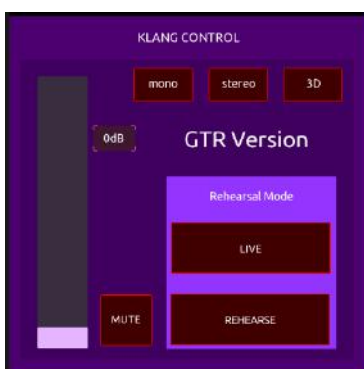 KLANG CONTROL
mono stereo 3D
0dB
GTR Version
Rehearsal Mode
LIVE
MUTE
REHEARSE